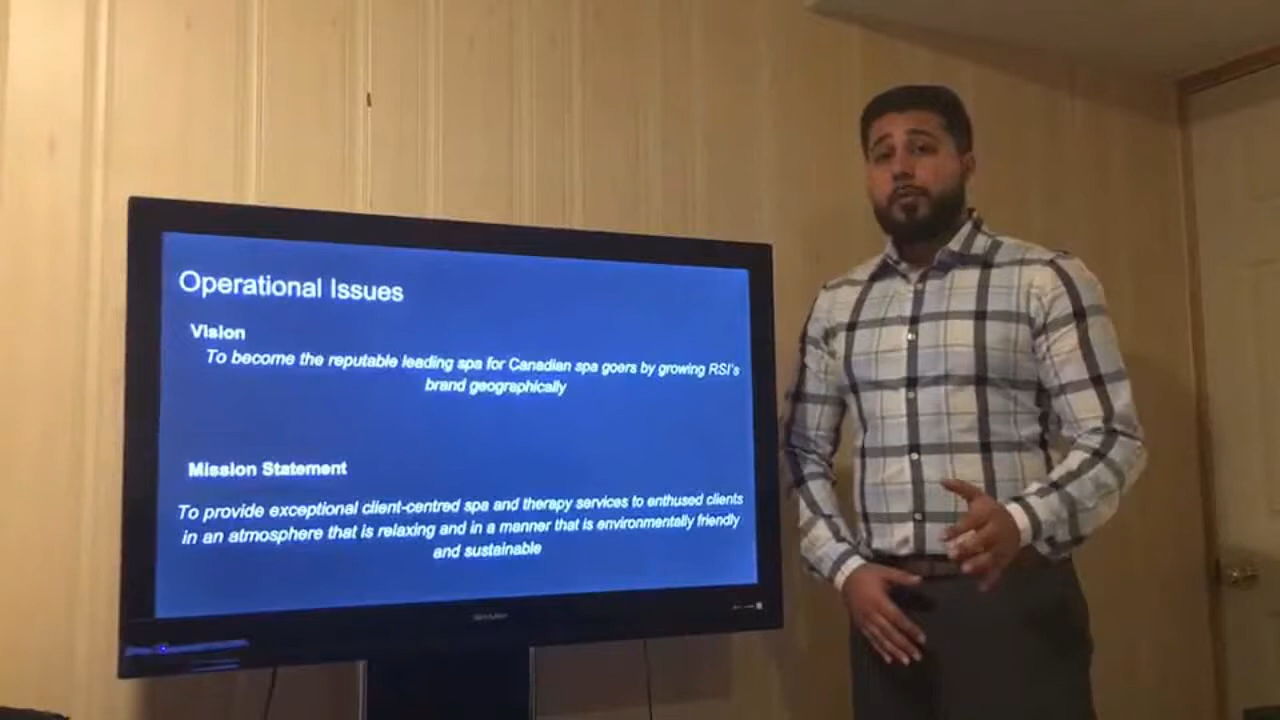 Operational Issues
Vision
To become the reputable leading spa for Canadian spa goers by growing RSI's
brand geographically
Mission Statement
To provide exceptional client-centred spa and therapy services to enthused clients
in an atmosphere that is relaxing and in a manner that is environmentally friendly
and sustainable
SHARP